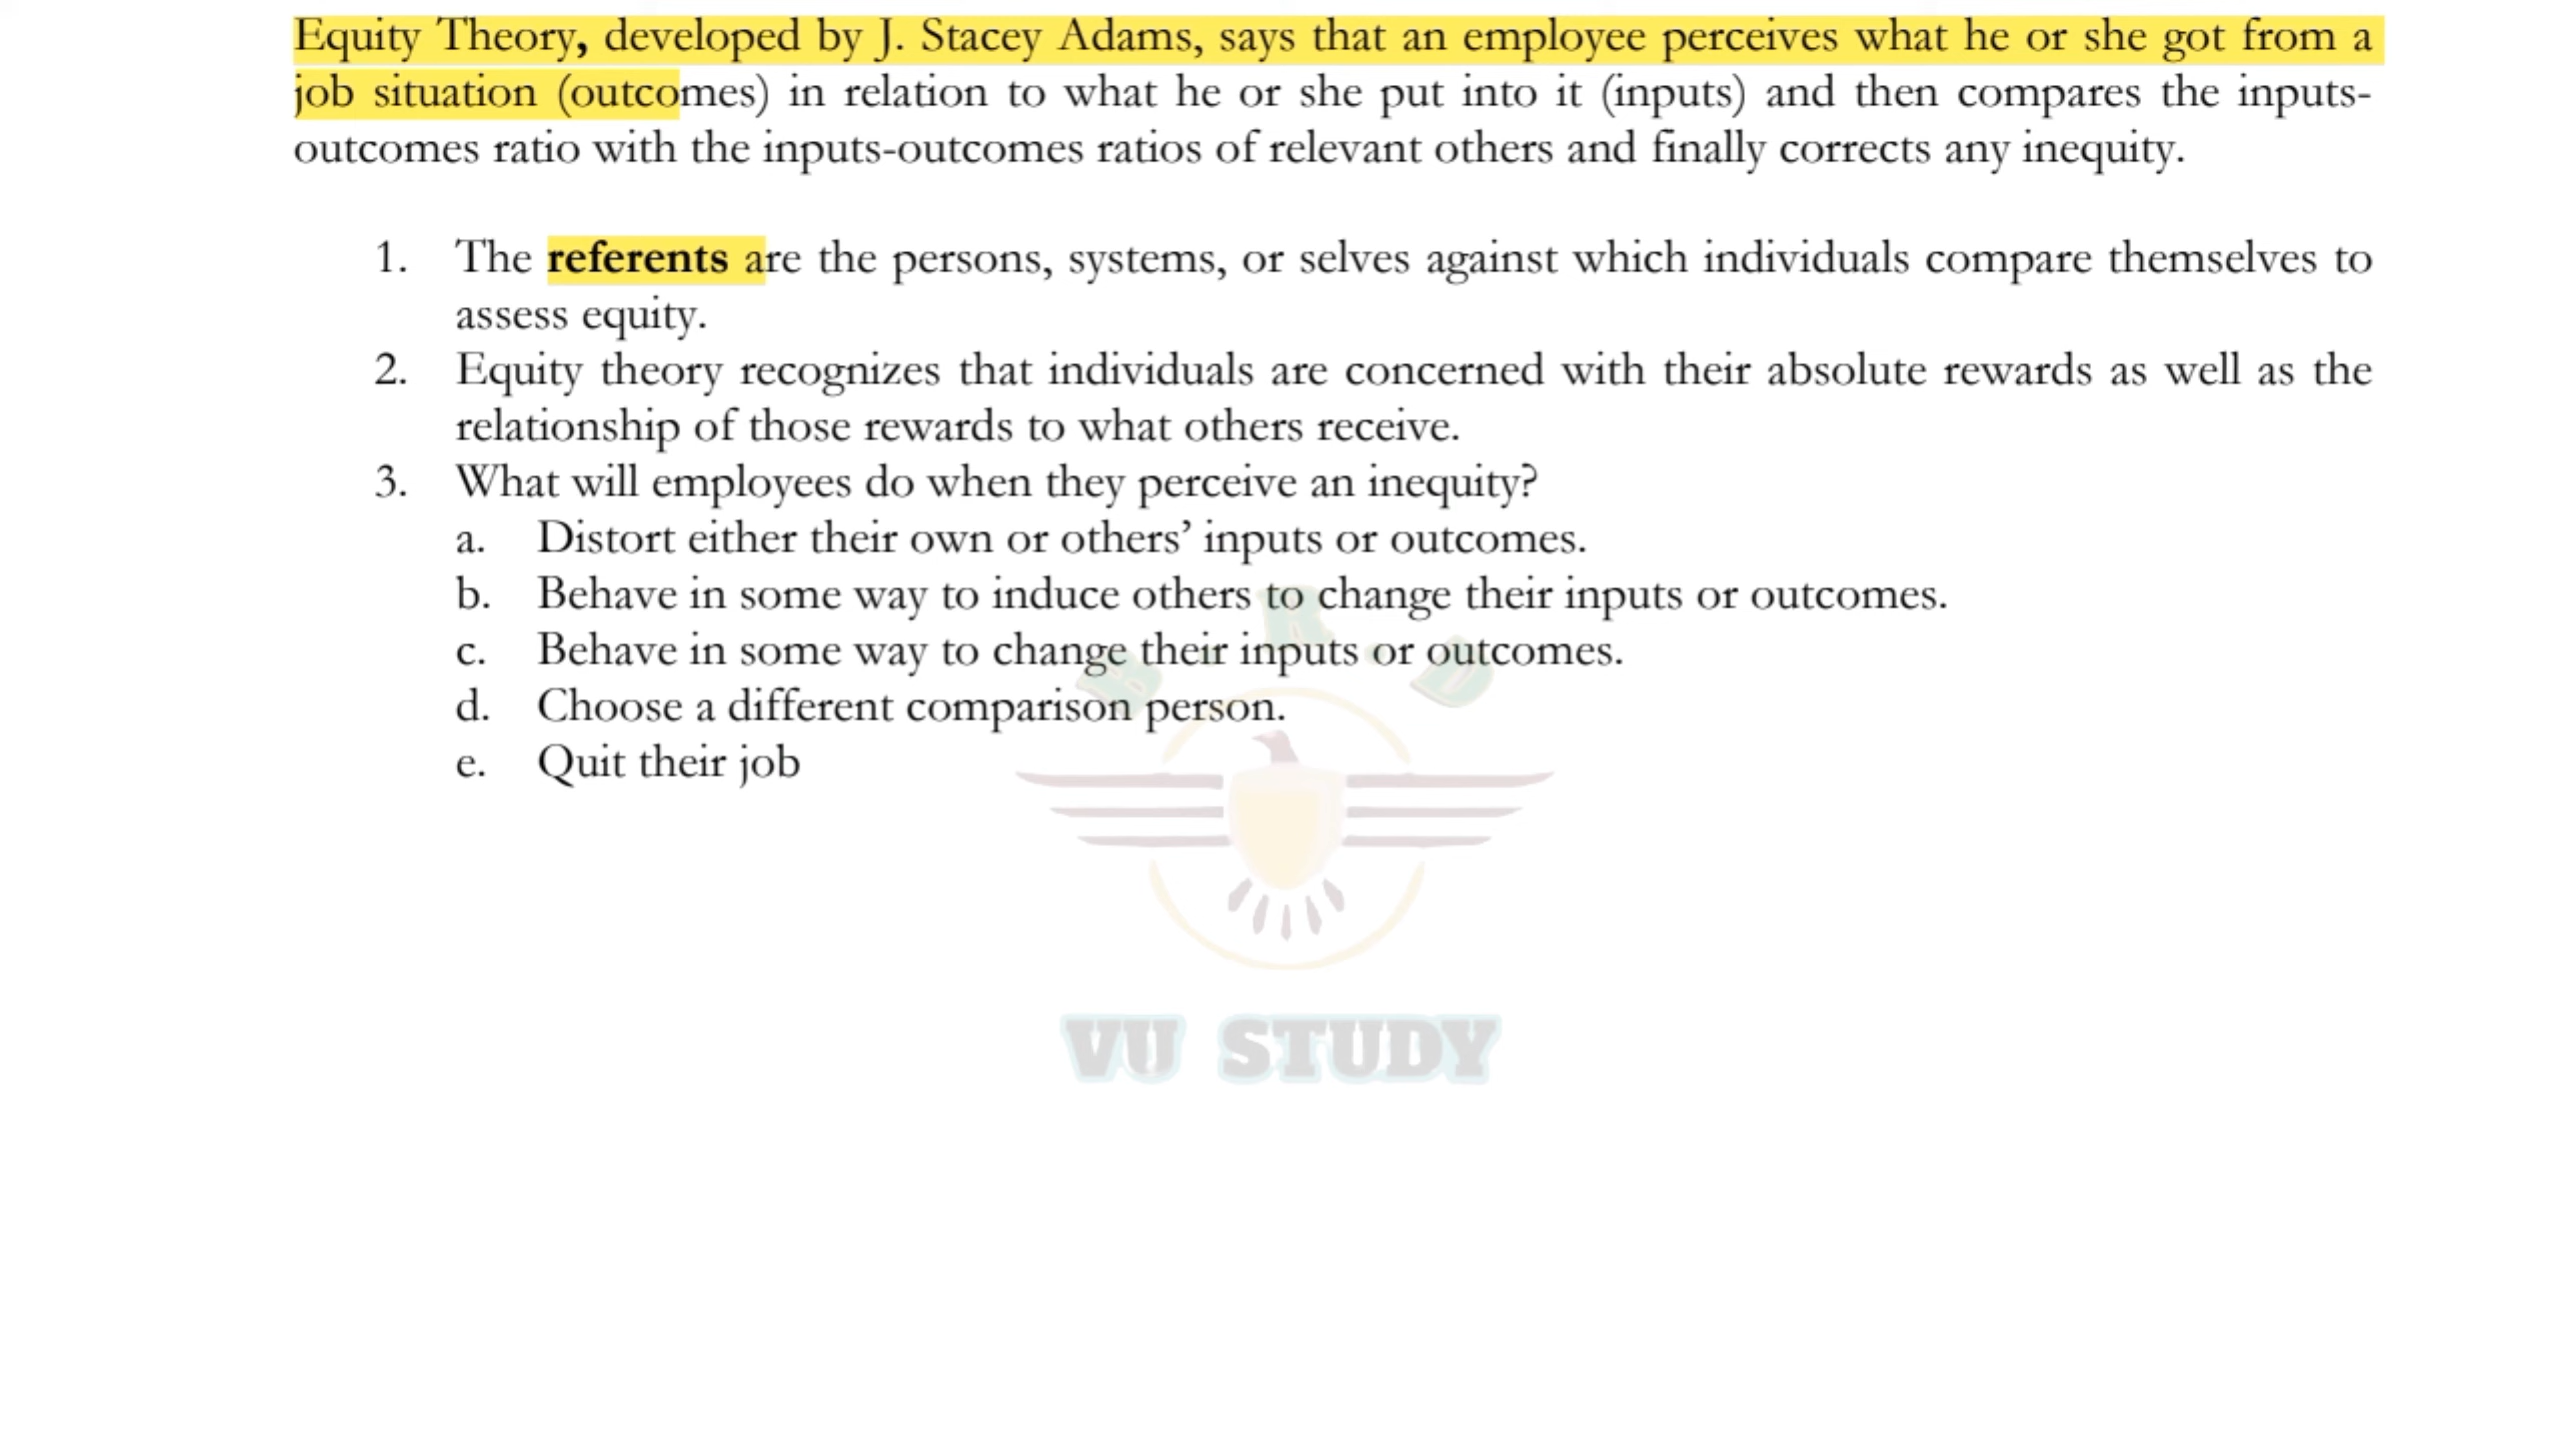 Equity Theory, developed by J. Stacey Adams, says that an employee perceives what he or she got from a
job situation (outcomes) in relation to what he or she put into it (inputs) and then compares the inputs-
outcomes ratio with the inputs-outcomes ratios of relevant others and finally corrects any inequity.
1. The referents are the persons, systems, or selves against which individuals compare themselves to
assess equity.
2. Equity theory recognizes that individuals are concerned with their absolute rewards as well as the
relationship of those rewards to what others receive.
3. What will employees do when they perceive an inequity?
a. Distort either their own or others’ inputs or outcomes.
b. Behave in some way to induce others to change their inputs or outcomes.
c. Behave in some way to change their inputs or outcomes.
d. Choose a different comparison person.
e. Quit their job
VU STUDY